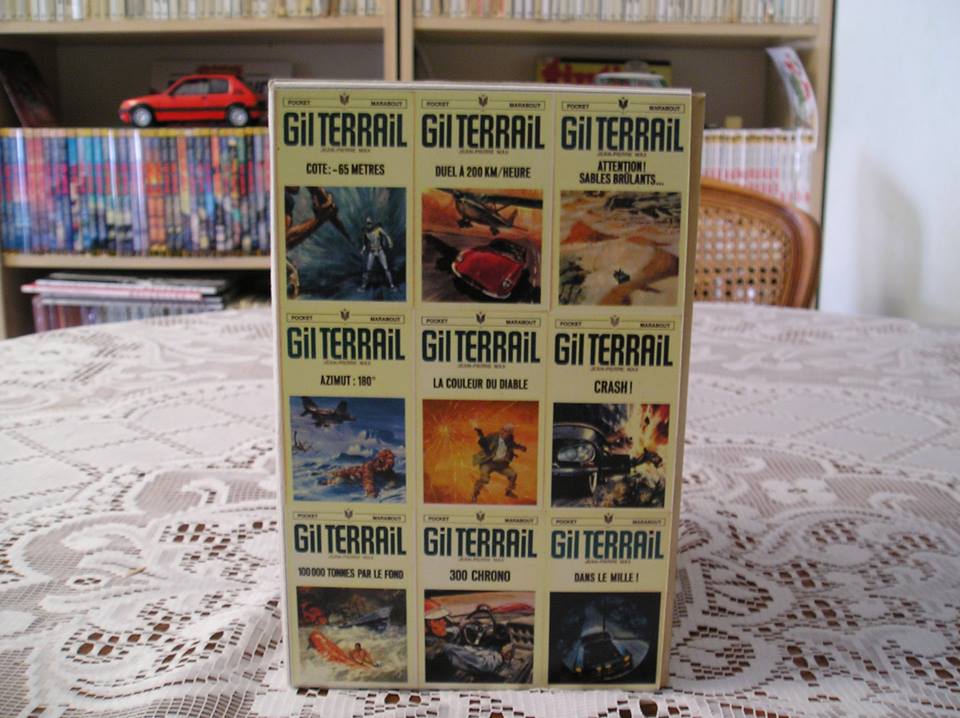 POCKET MARABOUT
Gil TERRAiL
JEAN-PIERRE MAX
COTE: - 65 METRES
POCKET MARABOUT
Gil TERRAiL
JEAN-PIERRE MAX
DUEL À 200 KM/HEURE
POCKET MARABOUT
Gil TERRAiL
JEAN-PIERRE MAX
ATTENTION!
SABLES BRÛLANTS...
POCKET MARABOUT
Gil TERRAiL
JEAN-PIERRE MAX
AZIMUT : 180°
POCKET MARABOUT
Gil TERRAiL
JEAN-PIERRE MAX
LA COULEUR DU DIABLE
POCKET MARABOUT
Gil TERRAiL
JEAN-PIERRE MAX
CRASH!
POCKET MARABOUT
Gil TERRAiL
JEAN-PIERRE MAX
100 000 TONNES PAR LE FOND
POCKET MARABOUT
Gil TERRAiL
JEAN-PIERRE MAX
300 CHRONO
POCKET MARABOUT
Gil TERRAiL
JEAN-PIERRE MAX
DANS LE MILLE !